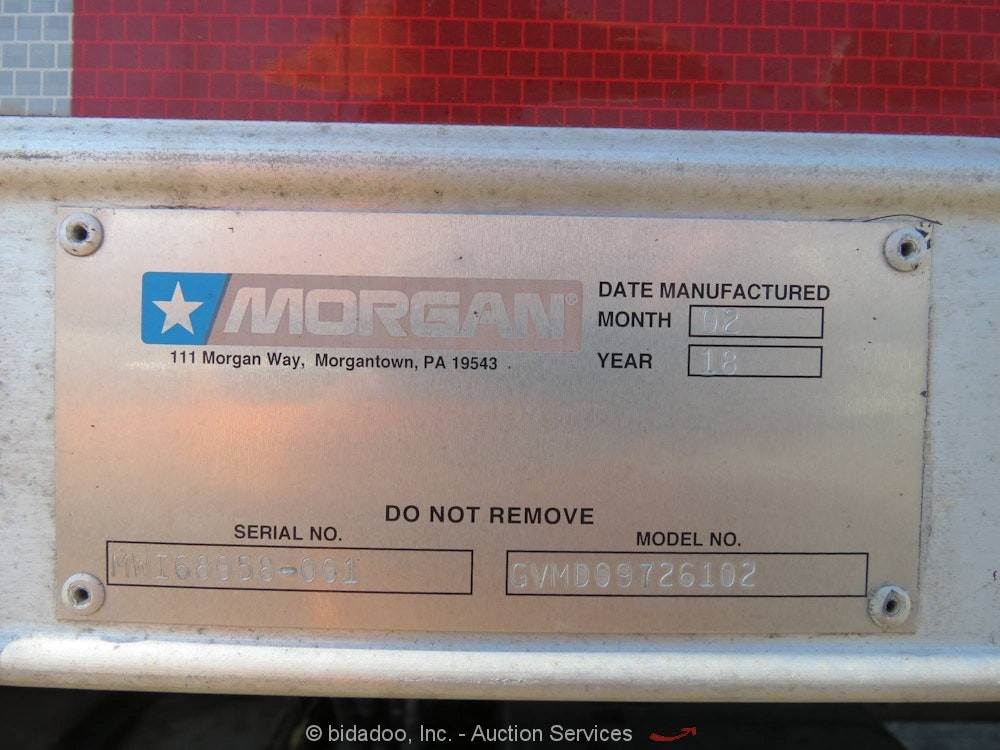 MORGAN®
111 Morgan Way, Morgantown, PA 19543
DATE MANUFACTURED
MONTH 02
YEAR 18
DO NOT REMOVE
SERIAL NO.
MWI68058-001
MODEL NO.
GVMD09726102
© bidadoo, Inc. - Auction Services